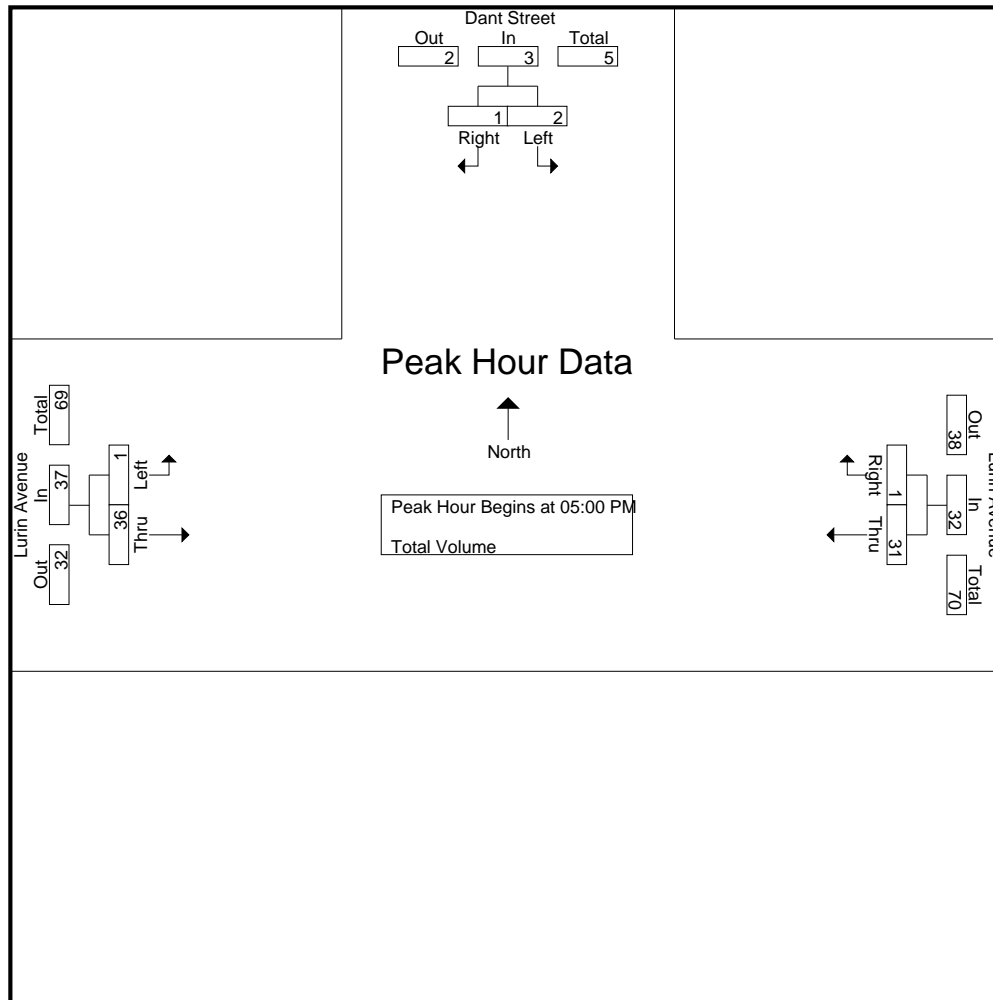 Dant Street
Out In Total
2 3 5
1 2
Right Left
Peak Hour Data
North
Peak Hour Begins at 05:00 PM
Total Volume
Lurin Avenue
Out In Total
32 37 69
36 1
Thru Left
Lurin Avenue
Out In Total
38 32 70
1 31
Right Thru